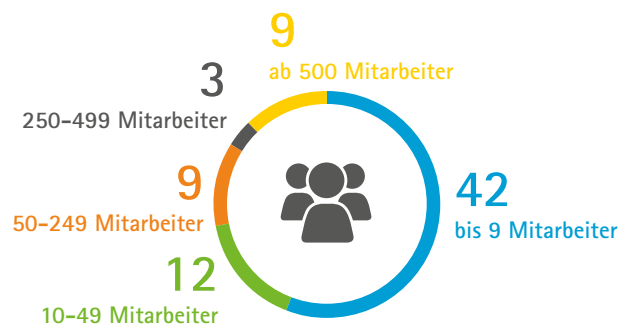 9
ab 500 Mitarbeiter
3
250-499 Mitarbeiter
9
50-249 Mitarbeiter
42
bis 9 Mitarbeiter
12
10-49 Mitarbeiter